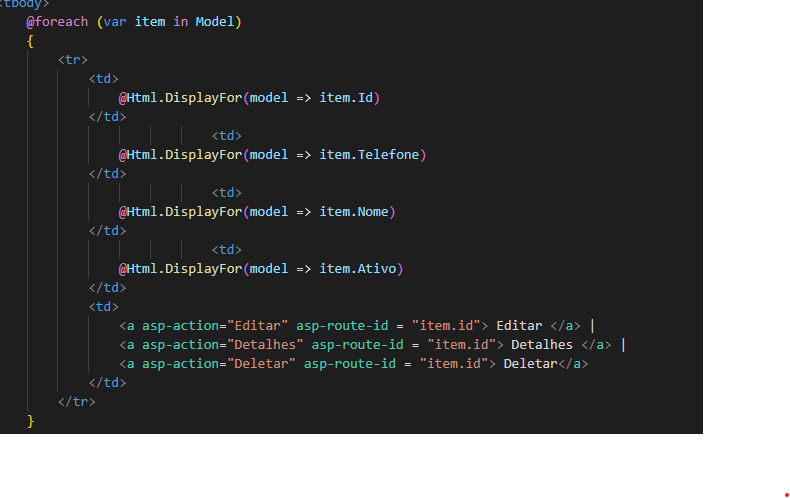 <tbody>
@foreach (var item in Model)
{
<tr>
<td>
@Html.DisplayFor(model => item.Id)
</td>
<td>
@Html.DisplayFor(model => item.Telefone)
</td>
<td>
@Html.DisplayFor(model => item.Nome)
</td>
<td>
@Html.DisplayFor(model => item.Ativo)
</td>
<td>
<a asp-action="Editar" asp-route-id = "item.id"> Editar </a> |
<a asp-action="Detalhes" asp-route-id = "item.id"> Detalhes </a> |
<a asp-action="Deletar" asp-route-id = "item.id"> Deletar</a>
</td>
</tr>
}